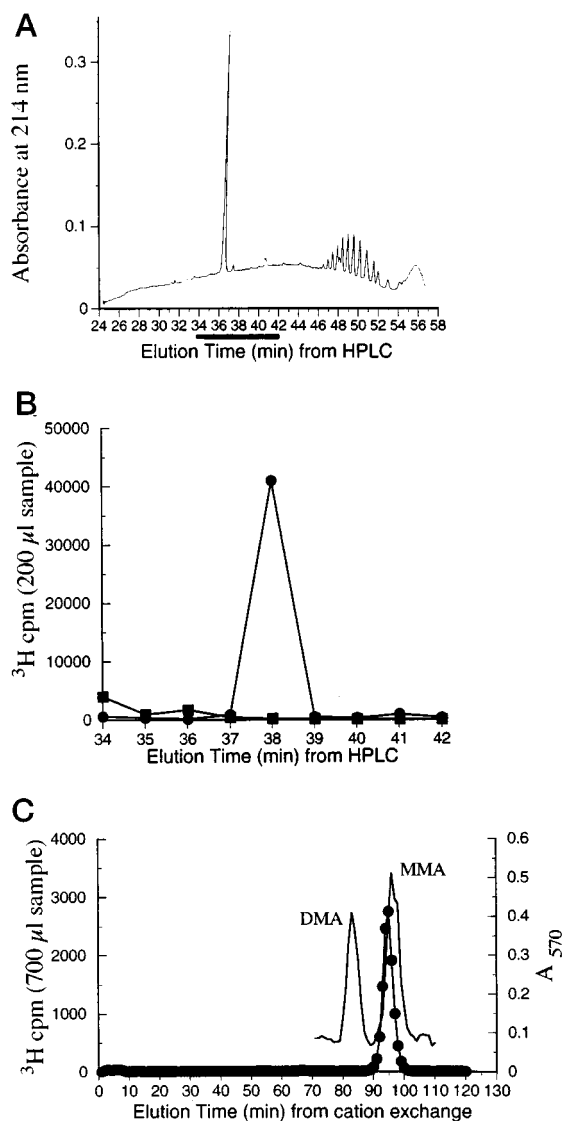 A
Absorbance at 214 nm
0.3
0.2
0.1
0
24 26 28 30 32 34 36 38 40 42 44 46 48 50 52 54 56 58
Elution Time (min) from HPLC
B
³H cpm (200 µl sample)
50000
40000
30000
20000
10000
0
34 35 36 37 38 39 40 41 42
Elution Time (min) from HPLC
C
³H cpm (700 µl sample)
4000
3000
2000
1000
0
DMA
MMA
0.6
0.5
0.4
0.3
0.2
0.1
0.0
A570
0 10 20 30 40 50 60 70 80 90 100 110 120 130
Elution Time (min) from cation exchange